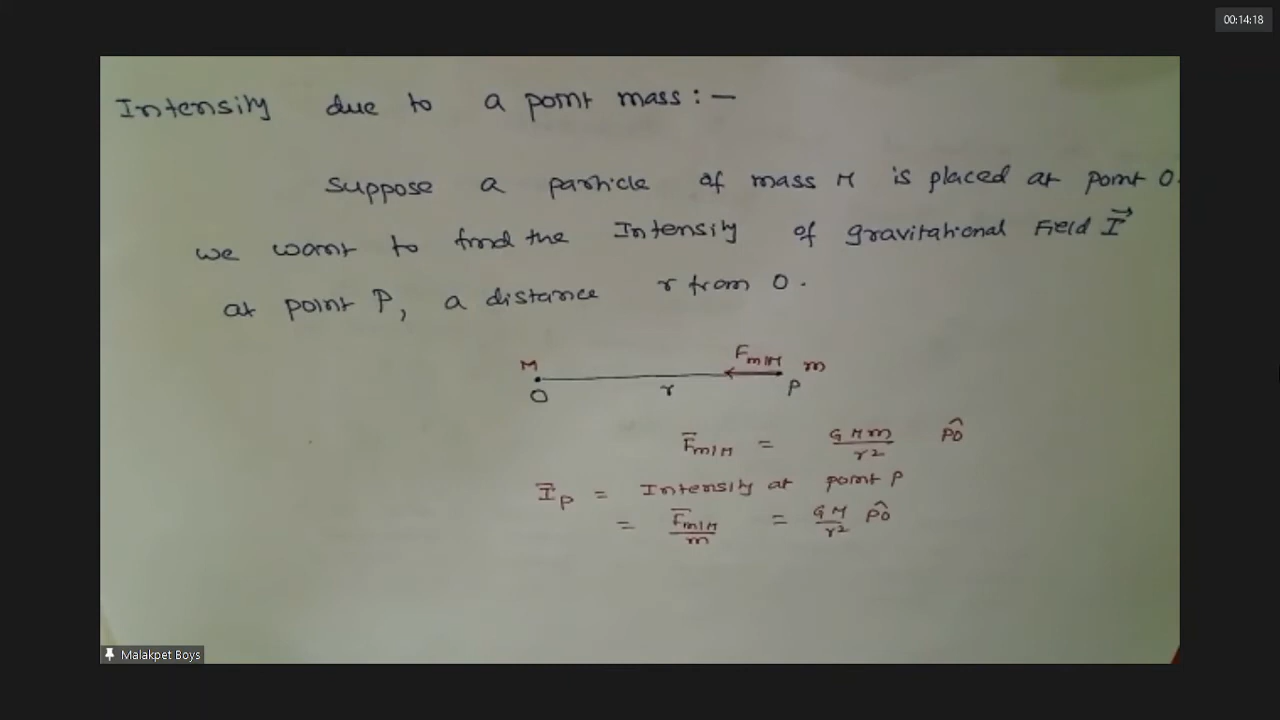 00:14:18
Intensity due to a point mass : —
Suppose a particle of mass M is placed at point O.
we want to find the Intensity of gravitational Field I⃗
at point P, a distance r from O.
M F_m/M m
O r P
F̅_m/M = GMm/r² PÔ
I̅_P = Intensity at point P
= F̅_m/M / m = GM/r² PÔ
Malakpet Boys